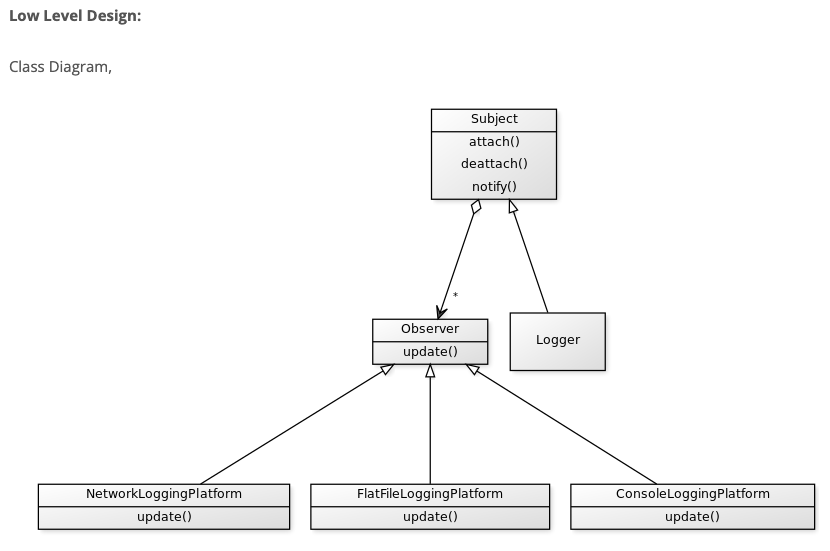 Low Level Design:
Class Diagram,
Subject
attach()
deattach()
notify()
*
Observer
update()
Logger
NetworkLoggingPlatform
update()
FlatFileLoggingPlatform
update()
ConsoleLoggingPlatform
update()